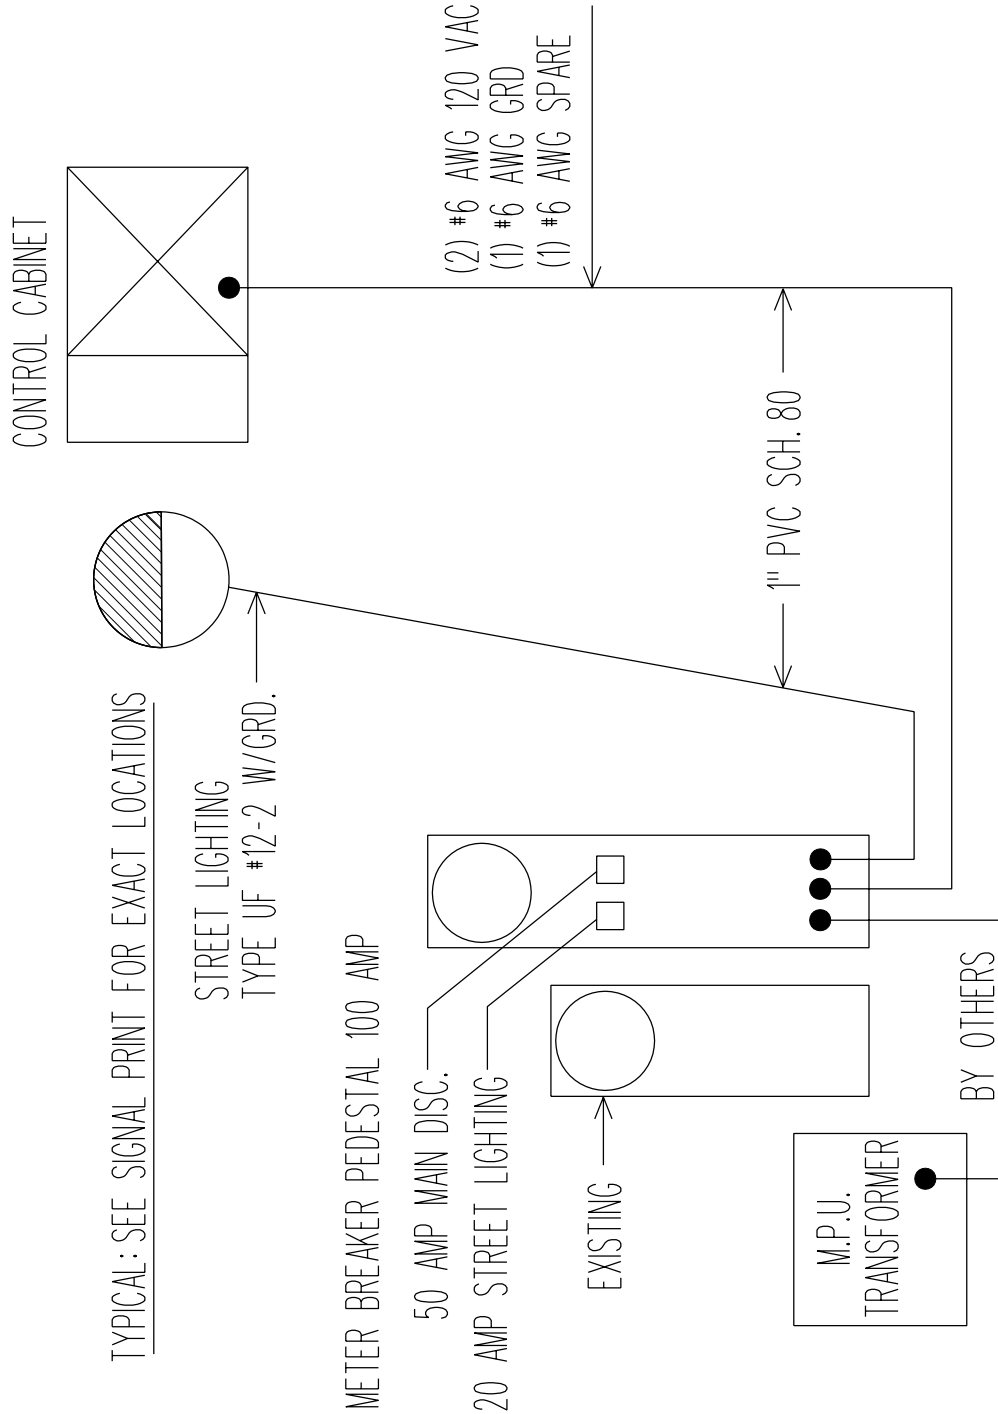 TYPICAL: SEE SIGNAL PRINT FOR EXACT LOCATIONS
CONTROL CABINET
STREET LIGHTING
TYPE UF #12-2 W/GRD.
METER BREAKER PEDESTAL 100 AMP
50 AMP MAIN DISC.
20 AMP STREET LIGHTING
(2) #6 AWG 120 VAC
(1) #6 AWG GRD
(1) #6 AWG SPARE
EXISTING
1" PVC SCH. 80
M.P.U.
TRANSFORMER
BY OTHERS